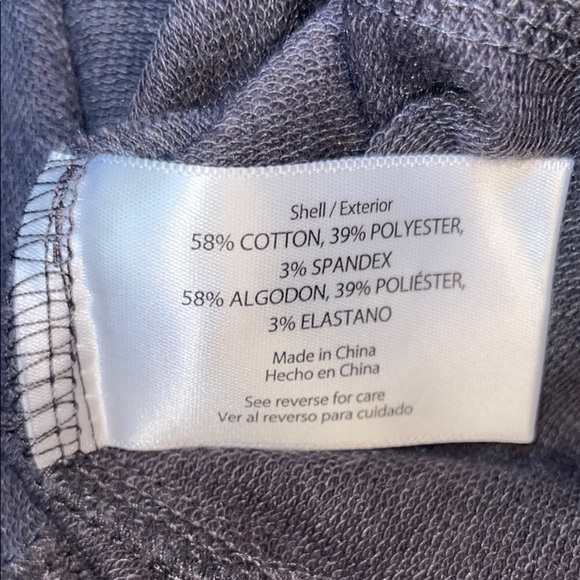 Shell / Exterior
58% COTTON, 39% POLYESTER,
3% SPANDEX
58% ALGODON, 39% POLIÉSTER,
3% ELASTANO
Made in China
Hecho en China
See reverse for care
Ver al reverso para cuidado